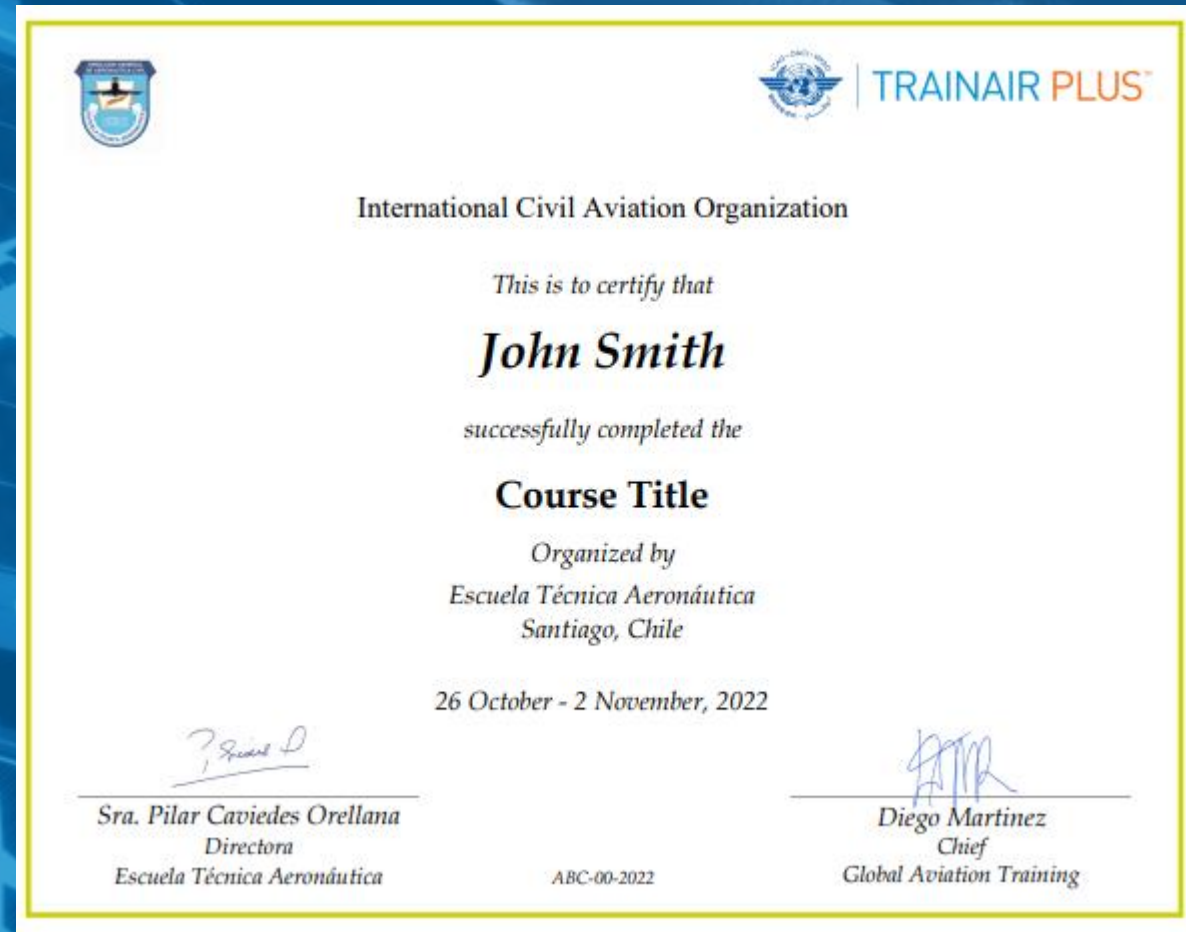 TRAINAIR PLUS™
International Civil Aviation Organization
This is to certify that
John Smith
successfully completed the
Course Title
Organized by
Escuela Técnica Aeronáutica
Santiago, Chile
26 October - 2 November, 2022
Sra. Pilar Caviedes Orellana
Directora
Escuela Técnica Aeronáutica
ABC-00-2022
Diego Martinez
Chief
Global Aviation Training